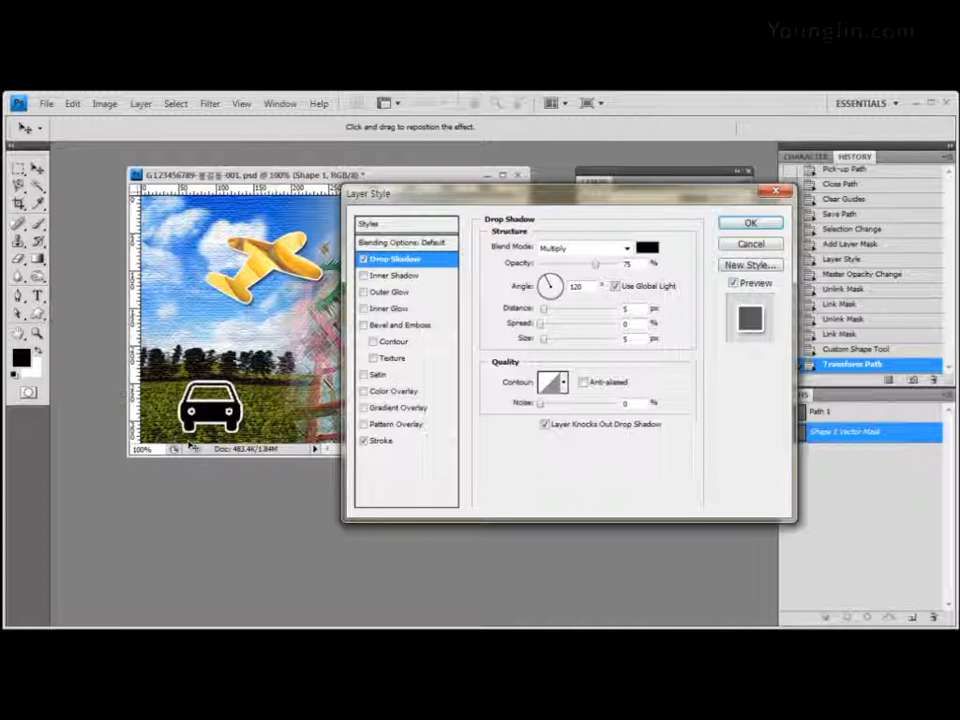 Younglin.com
Ps File Edit Image Layer Select Filter View Window Help ESSENTIALS
Click and drag to reposition the effect.
G123456789-홍길동-001. psd @ 100% (Shape 1, RGB/8) *
0 50 100 150 200
100% Doc: 483.4K/1.84M
Layer Style
Styles
Blending Options: Default
Drop Shadow
Inner Shadow
Outer Glow
Inner Glow
Bevel and Emboss
Contour
Texture
Satin
Color Overlay
Gradient Overlay
Pattern Overlay
Stroke
Drop Shadow
Structure
Blend Mode: Multiply
Opacity: 75 %
Angle: 120 ° Use Global Light
Distance: 5 px
Spread: 0 %
Size: 5 px
Quality
Contour: Anti-aliased
Noise: 0 %
Layer Knocks Out Drop Shadow
OK
Cancel
New Style...
Preview
CHARACTER HISTORY
Pick-up Path
Close Path
Clear Guides
Save Path
Selection Change
Add Layer Mask
Layer Style
Master Opacity Change
Unlink Mask
Link Mask
Unlink Mask
Link Mask
Custom Shape Tool
Transform Path
Path 1
Shape 1 Vector Mask